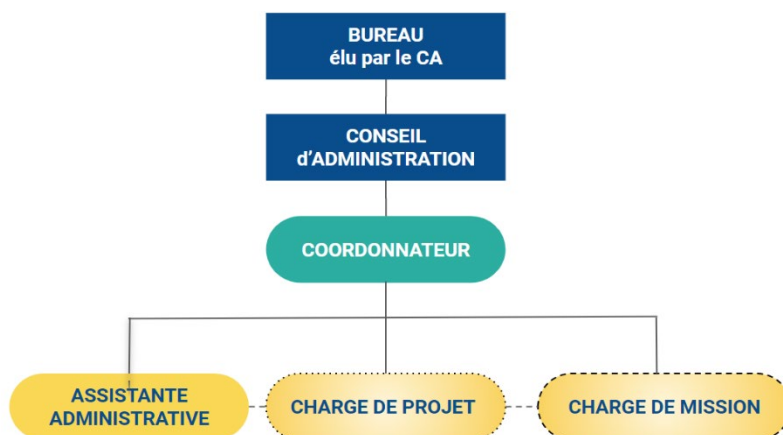 BUREAU
élu par le CA
CONSEIL
d'ADMINISTRATION
COORDONNATEUR
ASSISTANTE
ADMINISTRATIVE
CHARGE DE PROJET
CHARGE DE MISSION